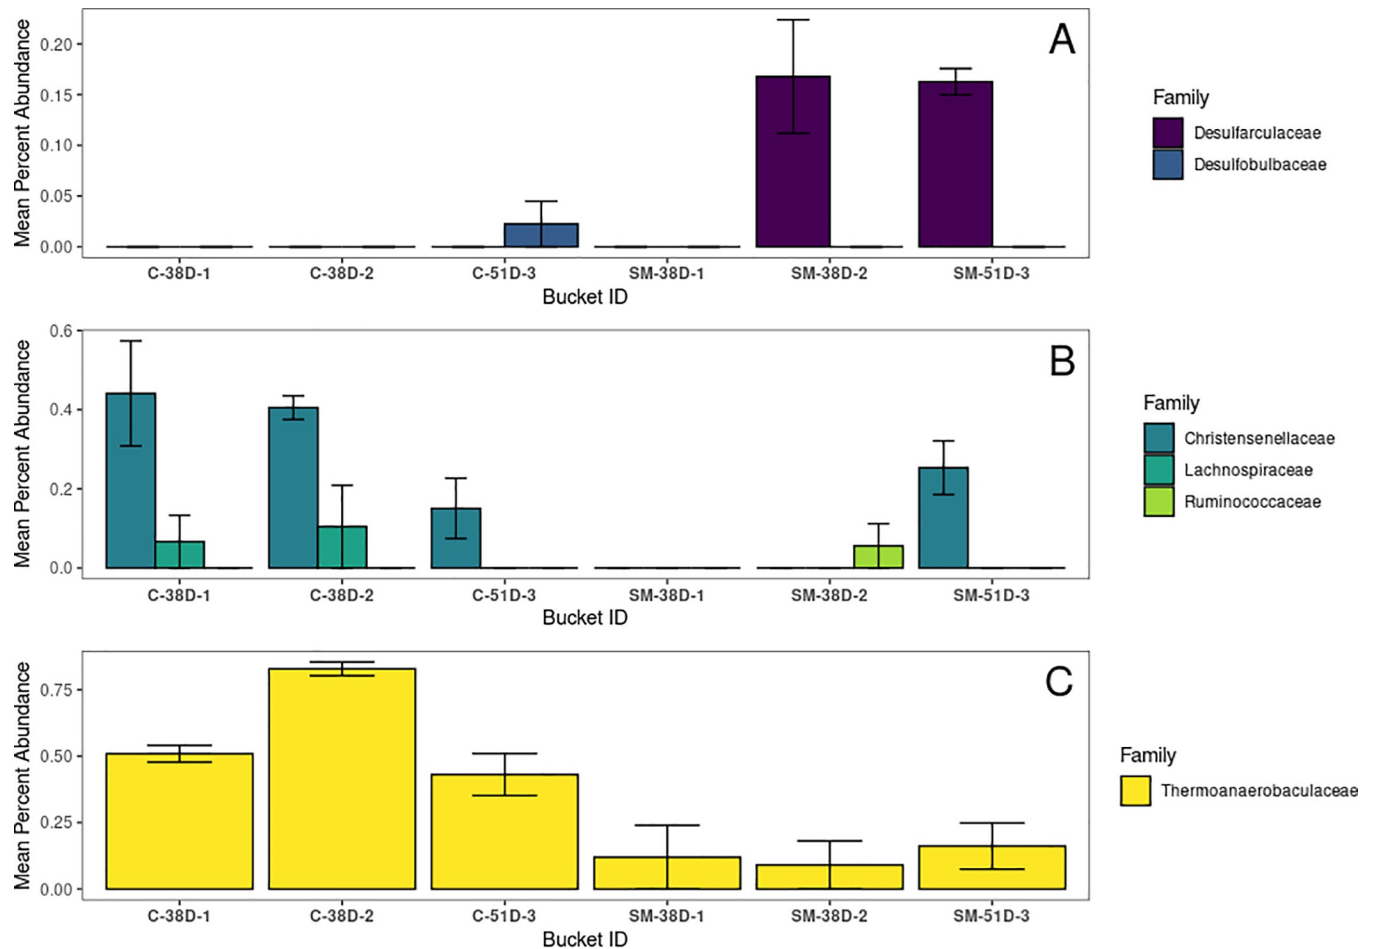 A
Mean Percent Abundance
0.20
0.15
0.10
0.05
0.00
C-38D-1 C-38D-2 C-51D-3 SM-38D-1 SM-38D-2 SM-51D-3
Bucket ID
Family
Desulfarculaceae
Desulfobulbaceae
B
Mean Percent Abundance
0.6
0.4
0.2
0.0
C-38D-1 C-38D-2 C-51D-3 SM-38D-1 SM-38D-2 SM-51D-3
Bucket ID
Family
Christensenellaceae
Lachnospiraceae
Ruminococcaceae
C
Mean Percent Abundance
0.75
0.50
0.25
0.00
C-38D-1 C-38D-2 C-51D-3 SM-38D-1 SM-38D-2 SM-51D-3
Bucket ID
Family
Thermoanaerobaculaceae